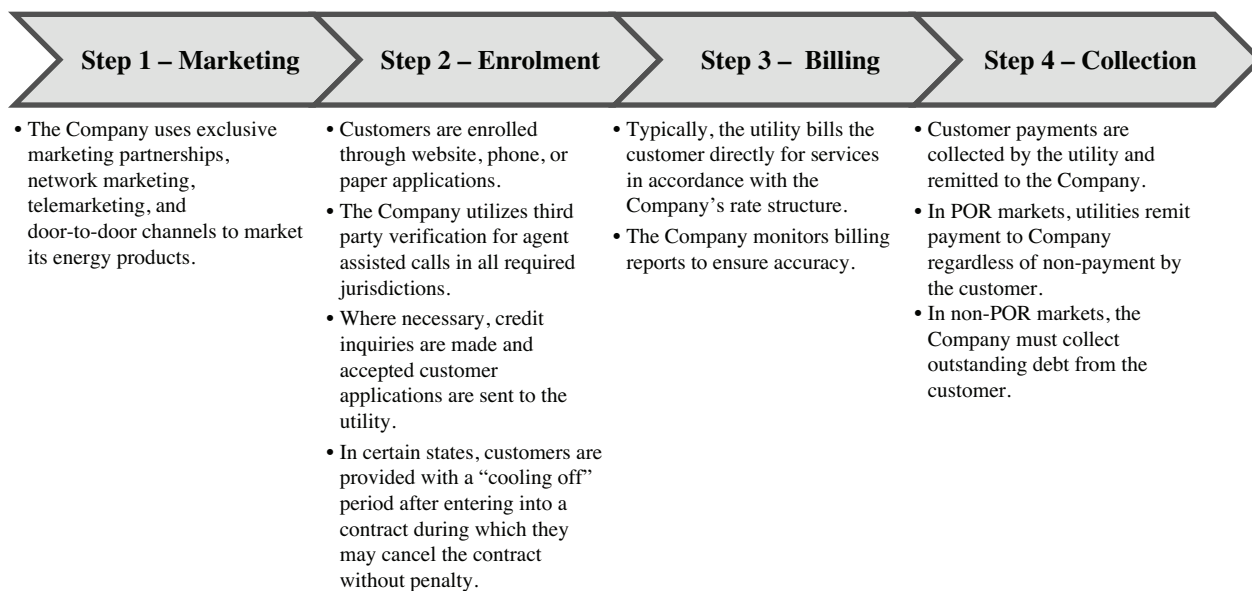 Step 1 – Marketing
Step 2 – Enrolment
Step 3 – Billing
Step 4 – Collection
• The Company uses exclusive
marketing partnerships,
network marketing,
telemarketing, and
door-to-door channels to market
its energy products.
• Customers are enrolled
through website, phone, or
paper applications.
• The Company utilizes third
party verification for agent
assisted calls in all required
jurisdictions.
• Where necessary, credit
inquiries are made and
accepted customer
applications are sent to the
utility.
• In certain states, customers are
provided with a “cooling off”
period after entering into a
contract during which they
may cancel the contract
without penalty.
• Typically, the utility bills the
customer directly for services
in accordance with the
Company’s rate structure.
• The Company monitors billing
reports to ensure accuracy.
• Customer payments are
collected by the utility and
remitted to the Company.
• In POR markets, utilities remit
payment to Company
regardless of non-payment by
the customer.
• In non-POR markets, the
Company must collect
outstanding debt from the
customer.